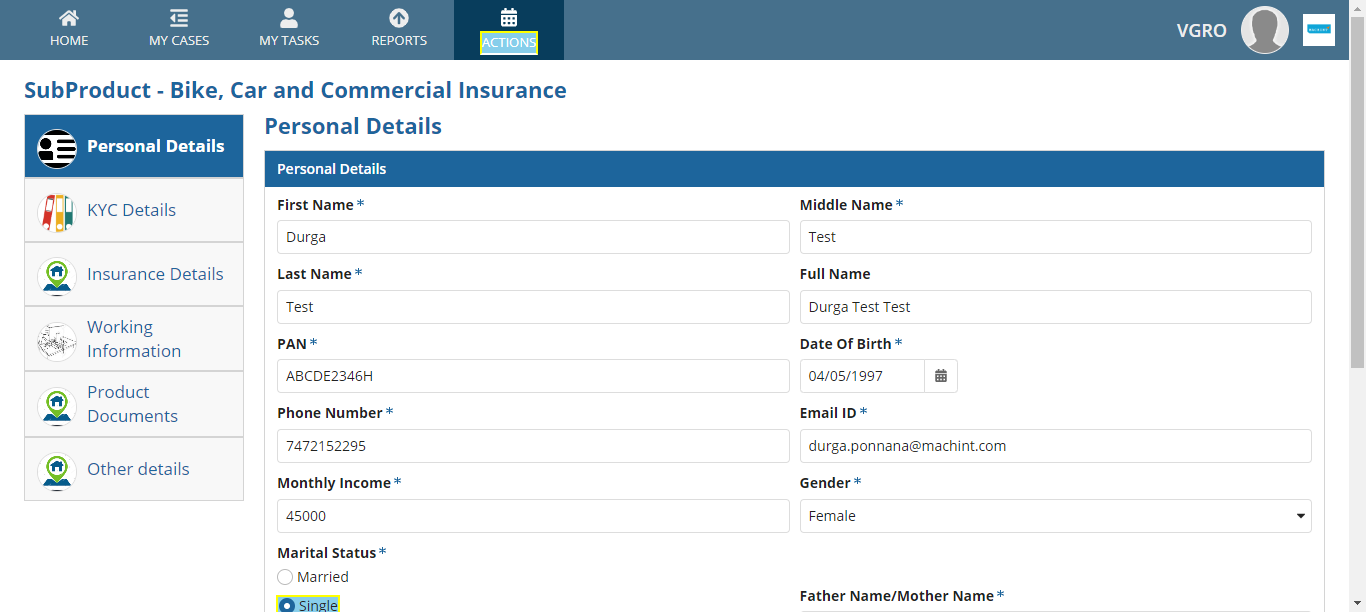 HOME
MY CASES
MY TASKS
REPORTS
ACTIONS
VGRO
SubProduct - Bike, Car and Commercial Insurance
Personal Details
KYC Details
Insurance Details
Working
Information
Product
Documents
Other details
Personal Details
Personal Details
First Name *
Middle Name *
Durga
Test
Last Name *
Full Name
Test
Durga Test Test
PAN *
Date Of Birth *
ABCDE2346H
04/05/1997
Phone Number *
Email ID *
7472152295
durga.ponnana@machint.com
Monthly Income *
Gender *
45000
Female
Marital Status *
Married
Single
Father Name/Mother Name *